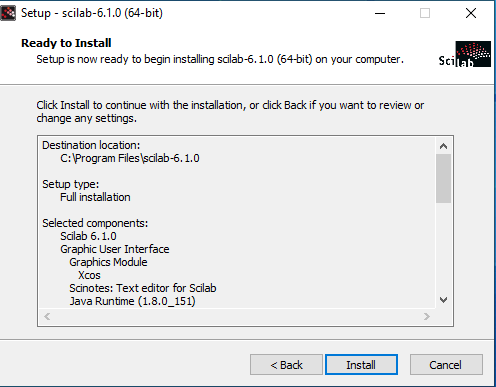 Setup - scilab-6.1.0 (64-bit)
Ready to Install
Setup is now ready to begin installing scilab-6.1.0 (64-bit) on your computer.
Scilab
Click Install to continue with the installation, or click Back if you want to review or
change any settings.
Destination location:
C:\Program Files\scilab-6.1.0
Setup type:
Full installation
Selected components:
Scilab 6.1.0
Graphic User Interface
Graphics Module
Xcos
Scinotes: Text editor for Scilab
Java Runtime (1.8.0_151)
< Back
Install
Cancel